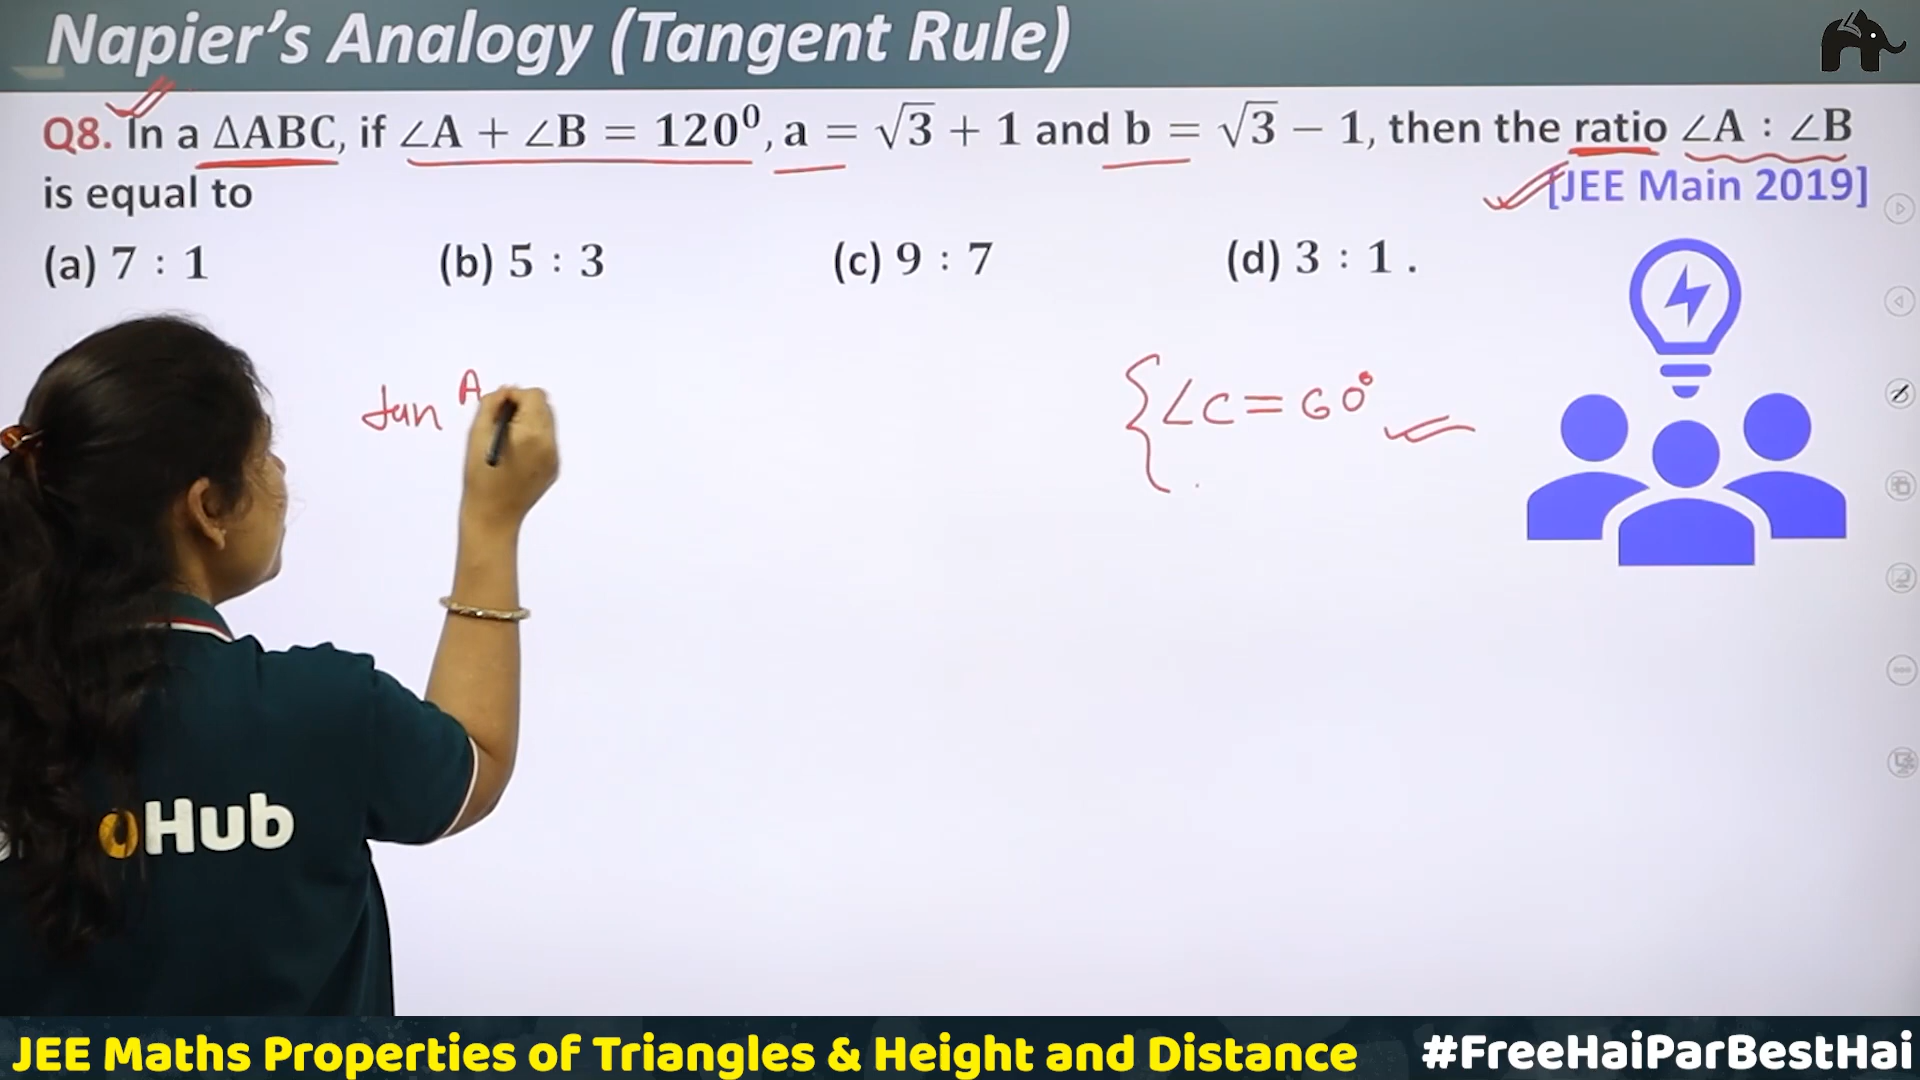 Napier's Analogy (Tangent Rule)
Q8. In a ΔABC, if ∠A + ∠B = 120⁰, a = √3 + 1 and b = √3 − 1, then the ratio ∠A : ∠B
is equal to
[JEE Main 2019]
(a) 7 : 1 (b) 5 : 3 (c) 9 : 7 (d) 3 : 1 .
tan A
{ ∠C = 60°
Hub
JEE Maths Properties of Triangles & Height and Distance #FreeHaiParBestHai